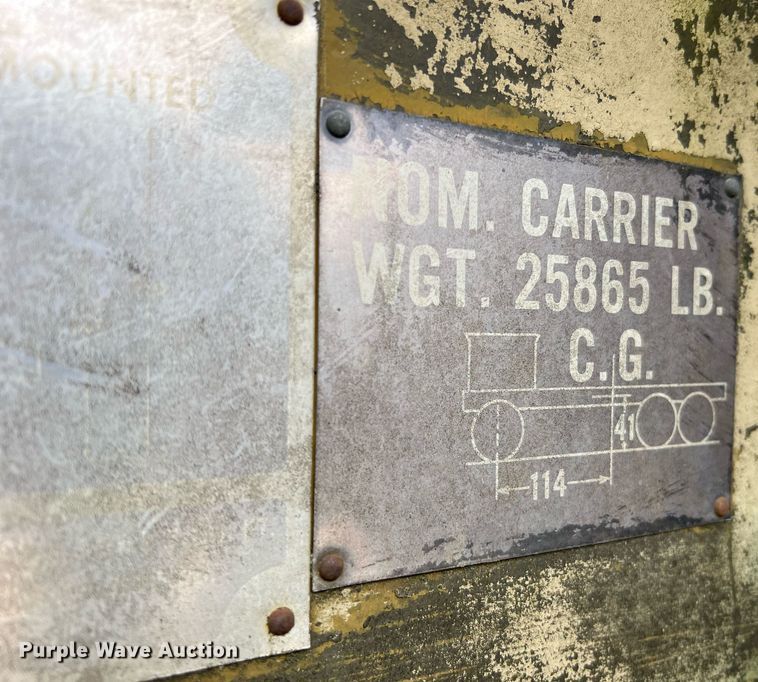 MOUNTED
NOM. CARRIER
WGT. 25865 LB.
C.G.
41
114
Purple Wave Auction